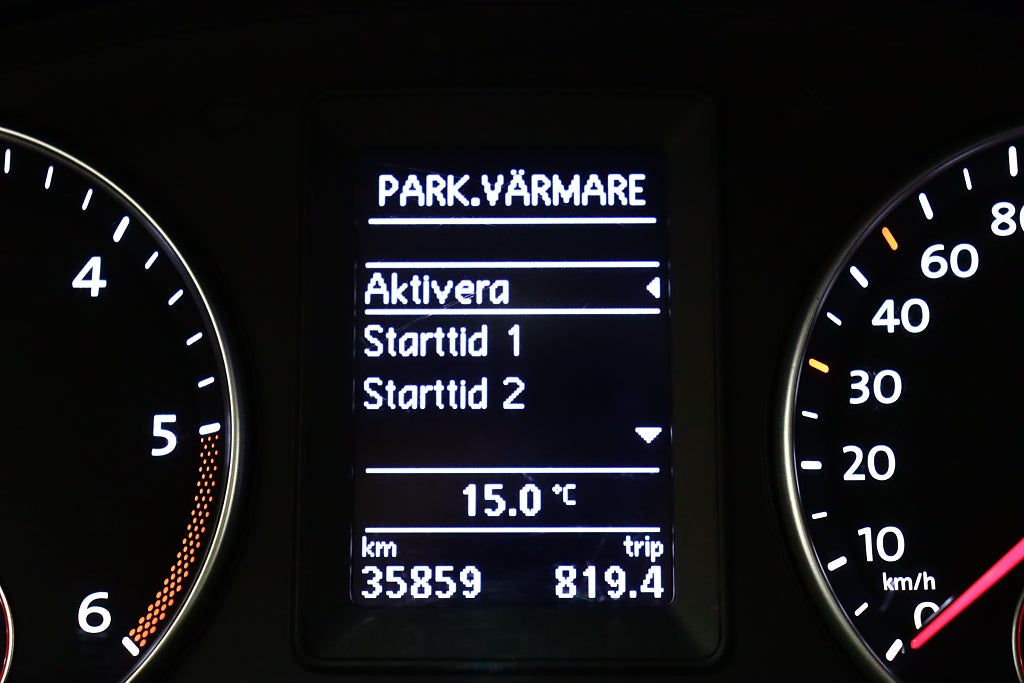 PARK.VÄRMARE
Aktivera
Starttid 1
Starttid 2
15.0 °C
km trip
35859 819.4
4
5
6
80
60
40
30
20
10
km/h
0